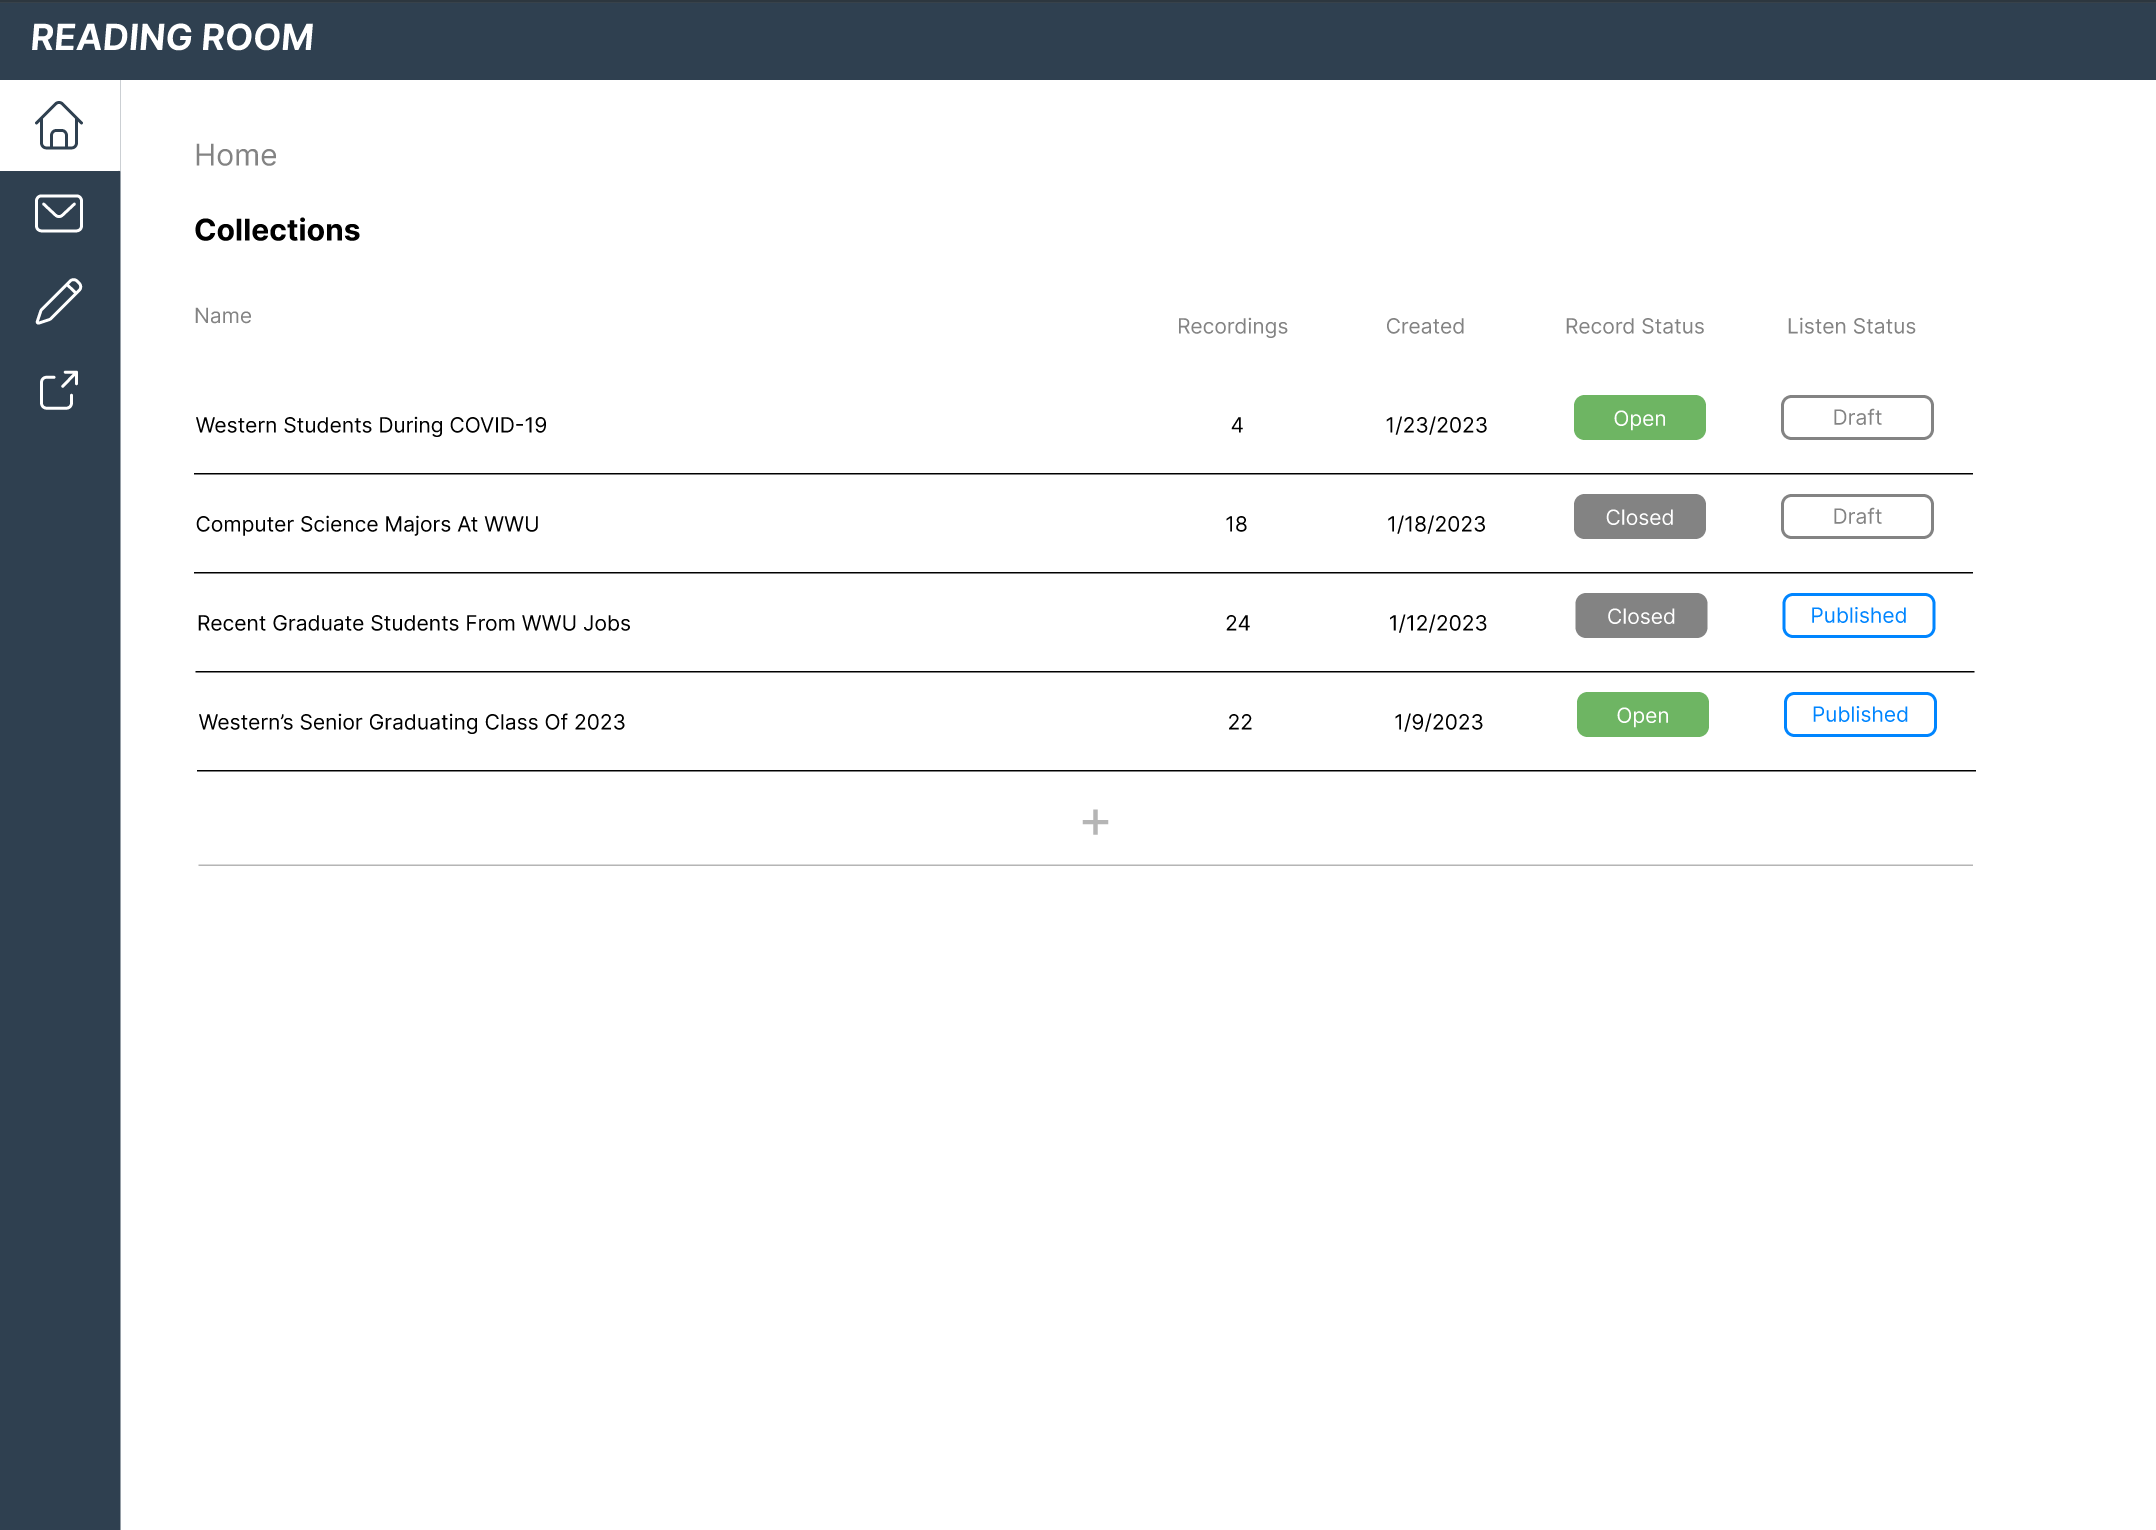 READING ROOM
Home
Collections
Name Recordings Created Record Status Listen Status
Western Students During COVID-19 4 1/23/2023 Open Draft
Computer Science Majors At WWU 18 1/18/2023 Closed Draft
Recent Graduate Students From WWU Jobs 24 1/12/2023 Closed Published
Western’s Senior Graduating Class Of 2023 22 1/9/2023 Open Published
+